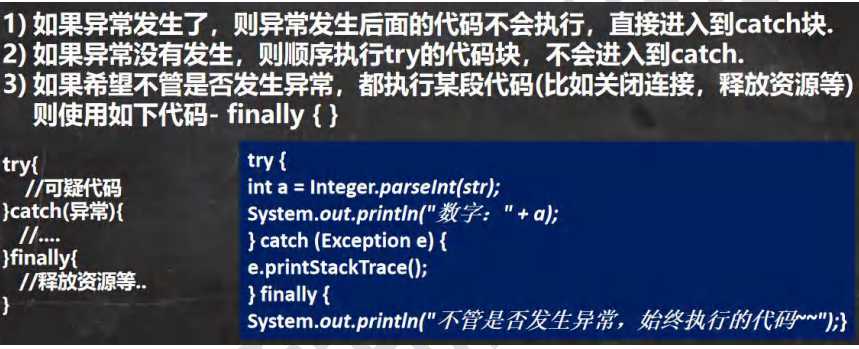 1) 如果异常发生了，则异常发生后面的代码不会执行，直接进入到catch块.
2) 如果异常没有发生，则顺序执行try的代码块，不会进入到catch.
3) 如果希望不管是否发生异常，都执行某段代码(比如关闭连接，释放资源等)
则使用如下代码- finally { }
try{
//可疑代码
}catch(异常){
//....
}finally{
//释放资源等..
}
try {
int a = Integer.parseInt(str);
System.out.println("数字：" + a);
} catch (Exception e) {
e.printStackTrace();
} finally {
System.out.println("不管是否发生异常，始终执行的代码~~");}